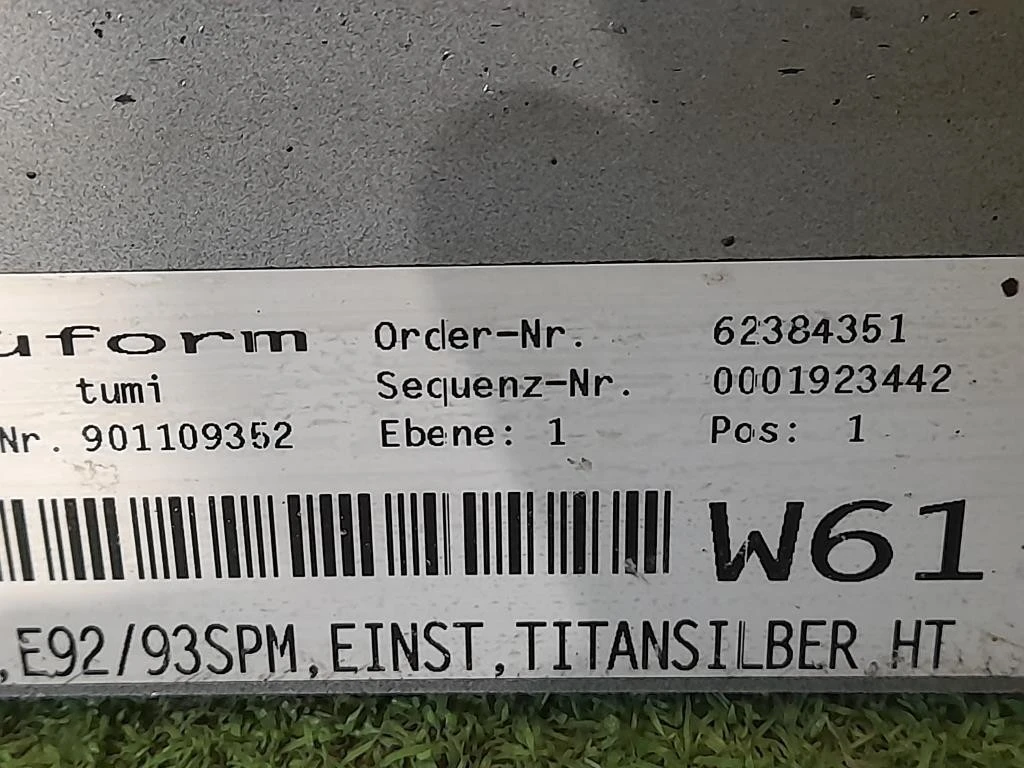 uform Order-Nr. 62384351
tumi Sequenz-Nr. 0001923442
Nr. 901109352 Ebene: 1 Pos: 1
W61
,E92/93SPM,EINST,TITANSILBER,HT